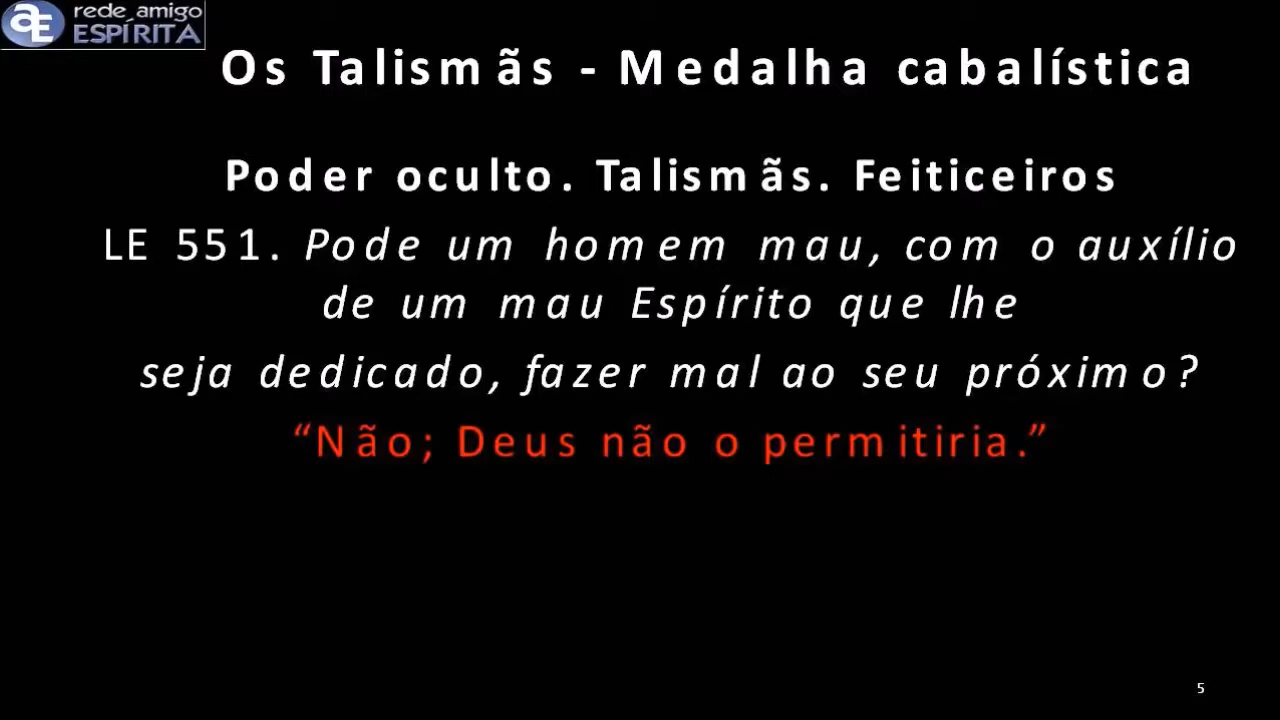 rede amigo
ESPÍRITA
Os Talismãs - Medalha cabalística
Poder oculto. Talismãs. Feiticeiros
LE 551. Pode um homem mau, com o auxílio
de um mau Espírito que lhe
seja dedicado, fazer mal ao seu próximo?
“Não; Deus não o permitiria.”
5